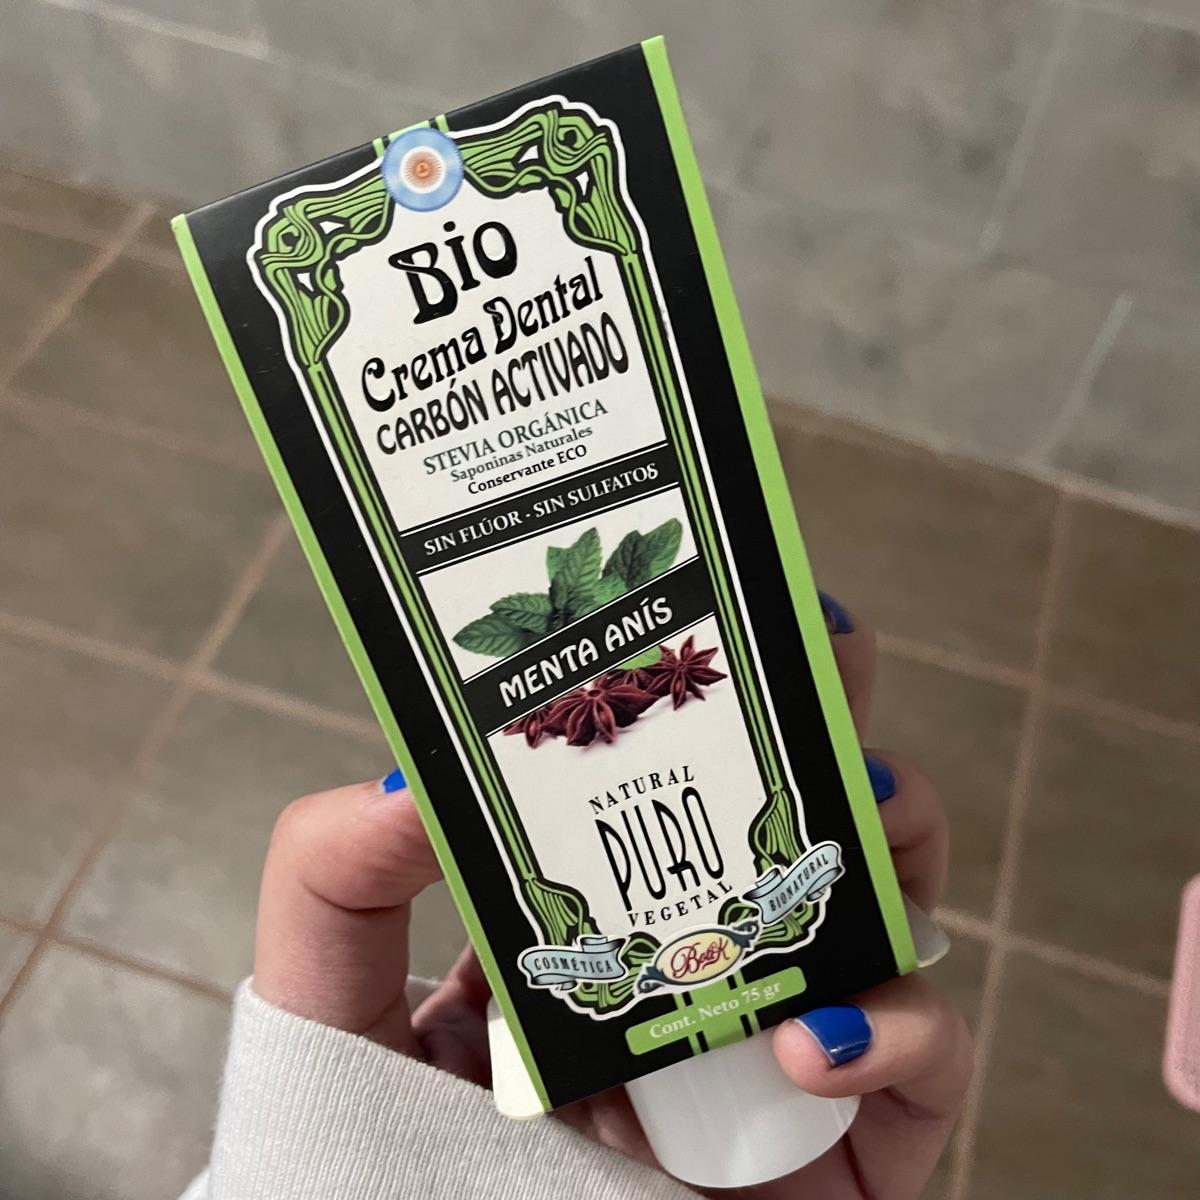 Bio
Crema Dental
CARBÓN ACTIVADO
STEVIA ORGÁNICA
Saponinas Naturales
Conservante ECO
SIN FLÚOR - SIN SULFATOS
MENTA ANÍS
NATURAL
PURO
VEGETAL
COSMÉTICA
BotiK
BIONATURAL
Cont. Neto 75 gr